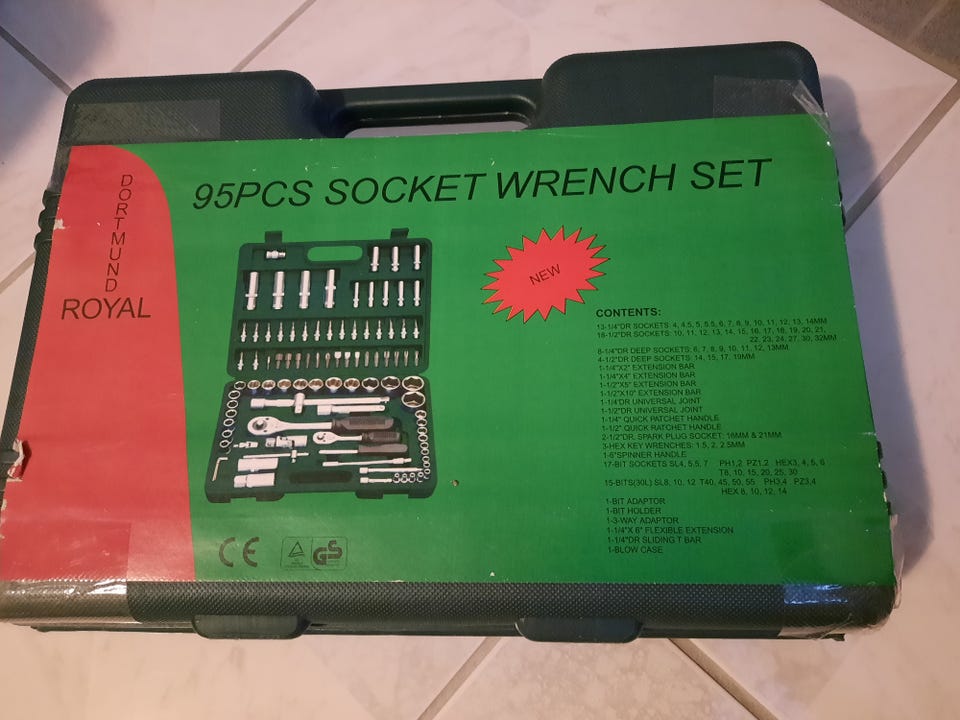 DORTMUND
ROYAL
95PCS SOCKET WRENCH SET
NEW
CONTENTS:
13-1/4"DR SOCKETS 4, 4.5, 5, 5.5, 6, 7, 8, 9, 10, 11, 12, 13, 14MM
18-1/2"DR SOCKETS: 10, 11, 12, 13, 14, 15, 16, 17, 18, 19, 20, 21,
22, 23, 24, 27, 30, 32MM
8-1/4"DR DEEP SOCKETS: 6, 7, 8, 9, 10, 11, 12, 13MM
4-1/2"DR DEEP SOCKETS: 14, 15, 17, 19MM
1-1/4"X2" EXTENSION BAR
1-1/4"X4" EXTENSION BAR
1-1/2"X5" EXTENSION BAR
1-1/2"X10" EXTENSION BAR
1-1/4"DR UNIVERSAL JOINT
1-1/2"DR UNIVERSAL JOINT
1-1/4" QUICK PATCHET HANDLE
1-1/2" QUICK RATCHET HANDLE
2-1/2"DR. SPARK PLUG SOCKET: 16MM & 21MM
3-HEX KEY WRENCHES: 1.5, 2, 2.5MM
1-6"SPINNER HANDLE
17-BIT SOCKETS SL4, 5.5, 7 PH1,2 PZ1,2 HEX3, 4, 5, 6
T8, 10, 15, 20, 25, 30
15-BITS(30L) SL8, 10, 12 T40, 45, 50, 55 PH3,4 PZ3,4
HEX 8, 10, 12, 14
1-BIT ADAPTOR
1-BIT HOLDER
1-3-WAY ADAPTOR
1-1/4"X 6" FLEXIBLE EXTENSION
1-1/4"DR SLIDING T BAR
1-BLOW CASE
CE
GS